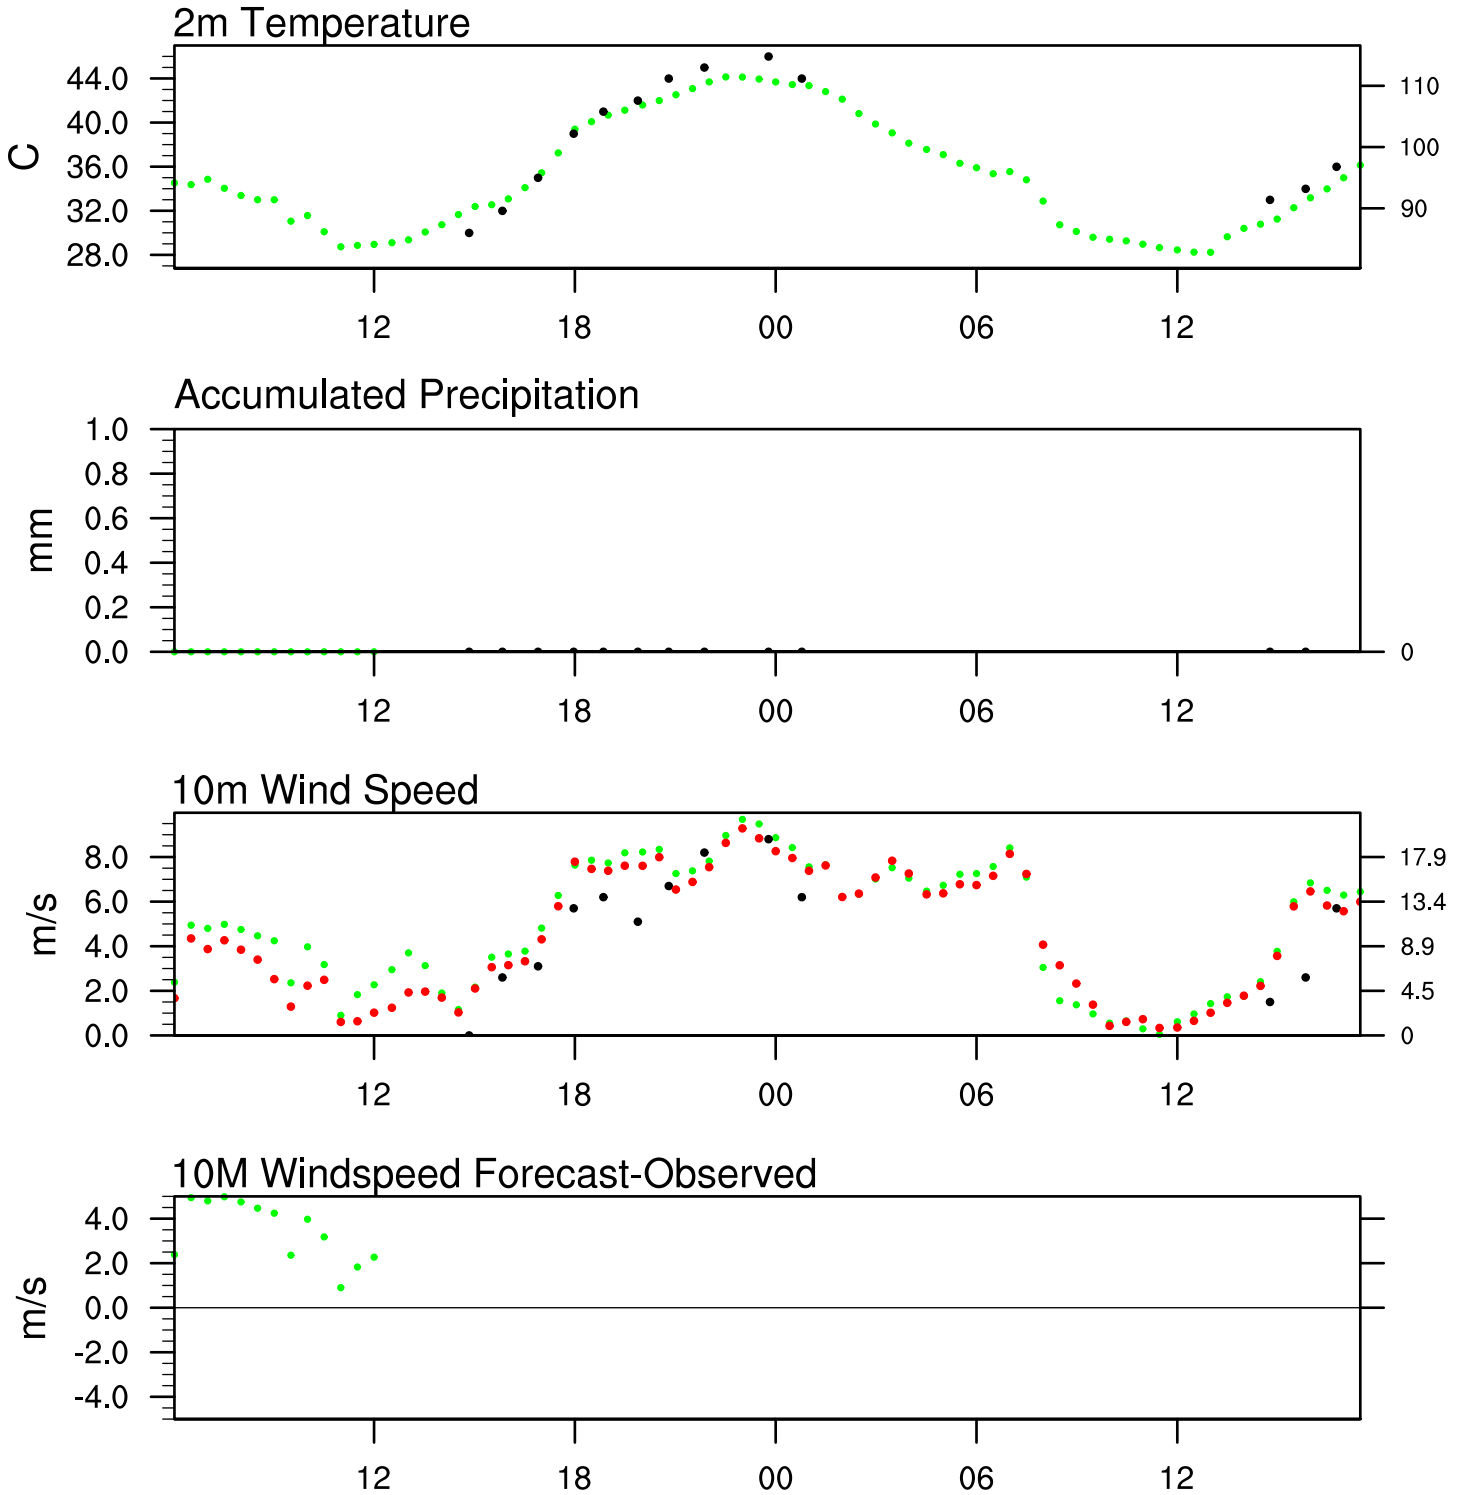 2m Temperature
44.0
40.0
36.0
32.0
28.0
C
110
100
90
12 18 00 06 12
Accumulated Precipitation
1.0
0.8
0.6
0.4
0.2
0.0
mm
0
12 18 00 06 12
10m Wind Speed
8.0
6.0
4.0
2.0
0.0
m/s
17.9
13.4
8.9
4.5
0
12 18 00 06 12
10M Windspeed Forecast-Observed
4.0
2.0
0.0
-2.0
-4.0
m/s
12 18 00 06 12